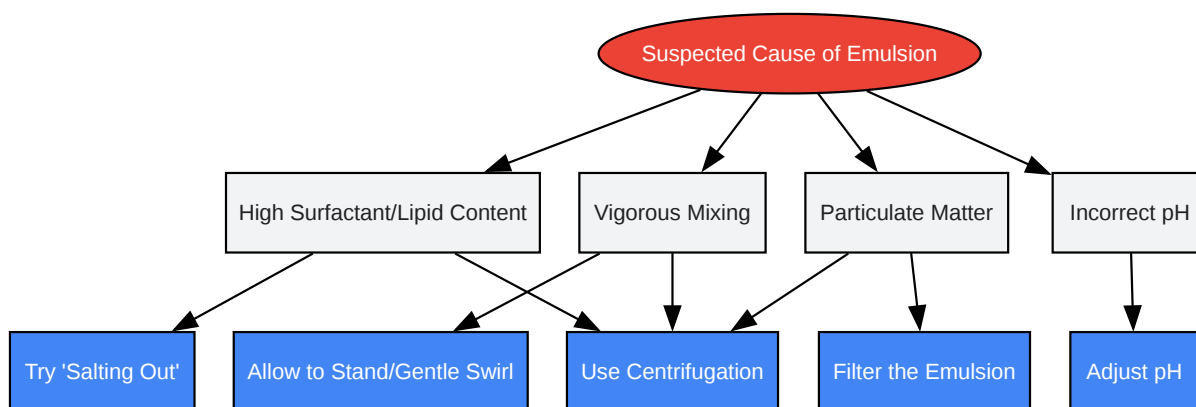 Suspected Cause of Emulsion
High Surfactant/Lipid Content
Vigorous Mixing
Particulate Matter
Incorrect pH
Try 'Salting Out'
Allow to Stand/Gentle Swirl
Use Centrifugation
Filter the Emulsion
Adjust pH